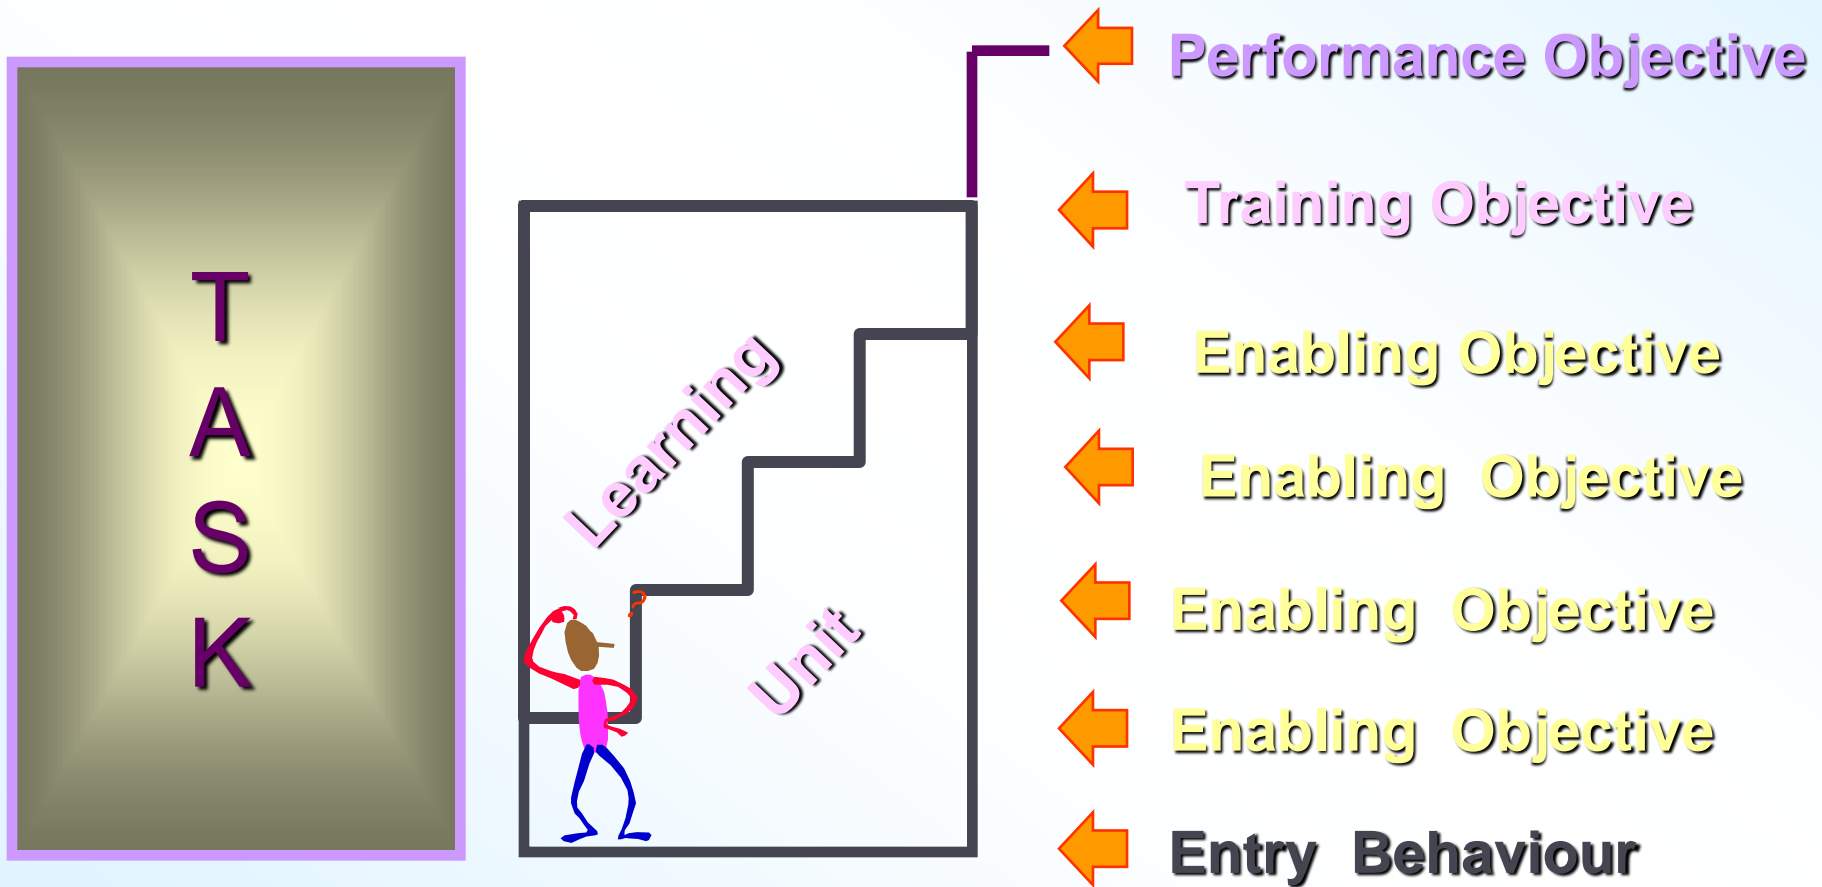 TASK
Learning
Unit
Performance Objective
Training Objective
Enabling Objective
Enabling Objective
Enabling Objective
Enabling Objective
Entry Behaviour
?